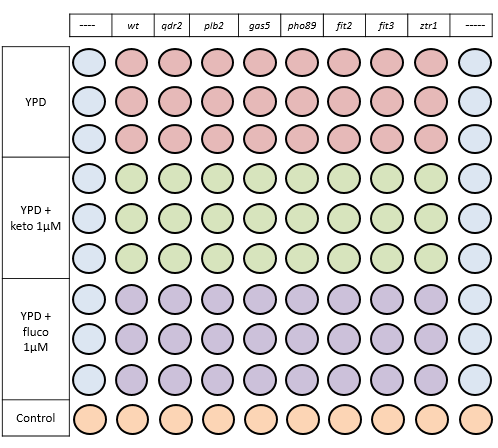 ---- wt qdr2 plb2 gas5 pho89 fit2 fit3 ztr1 -----
YPD
YPD +
keto 1µM
YPD +
fluco
1µM
Control